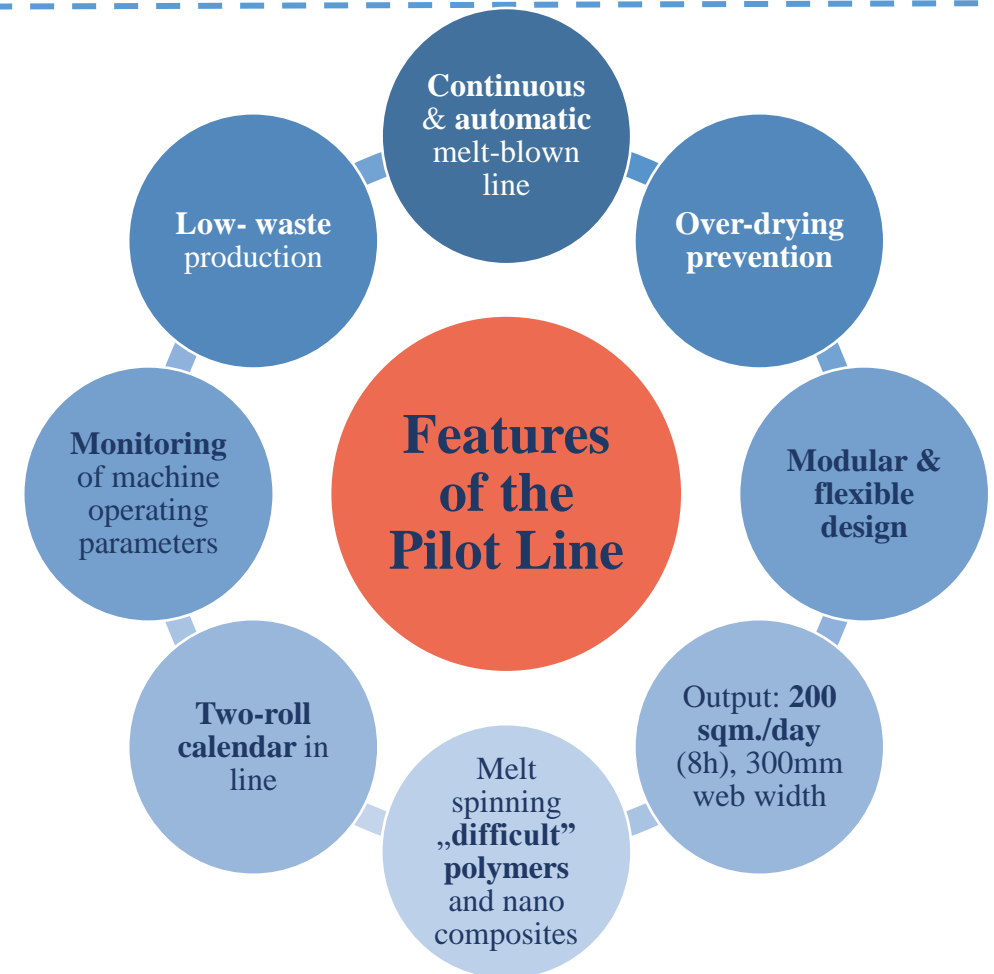 Continuous
& automatic
melt-blown
line
Over-drying
prevention
Modular &
flexible
design
Output: 200
sqm./day
(8h), 300mm
web width
Melt
spinning
„difficult”
polymers
and nano
composites
Two-roll
calendar in
line
Monitoring
of machine
operating
parameters
Low- waste
production
Features
of the
Pilot Line